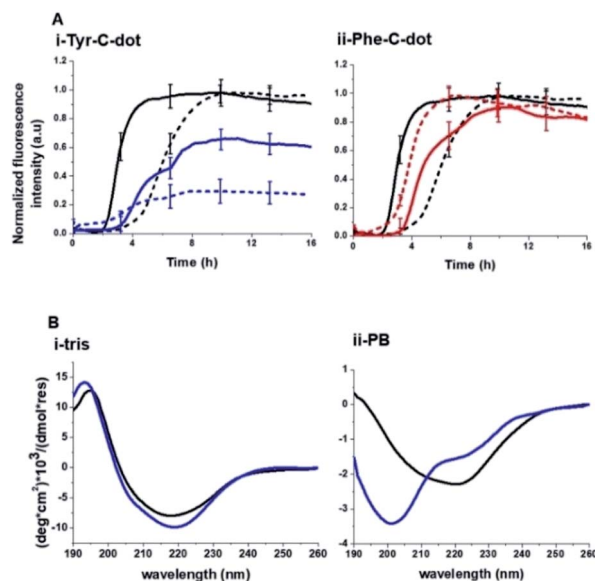 A
i-Tyr-C-dot
ii-Phe-C-dot
Normalized fluorescence
intensity (a.u)
1.0
0.8
0.6
0.4
0.2
0.0
0 4 8 12 16
Time (h)
1.0
0.8
0.6
0.4
0.2
0.0
0 4 8 12 16
Time (h)
B
i-tris
ii-PB
(deg*cm²)*10³/(dmol*res)
15
10
5
0
-5
-10
190 200 210 220 230 240 250 260
wavelength (nm)
1
0
-1
-2
-3
-4
190 200 210 220 230 240 250 260
wavelength (nm)